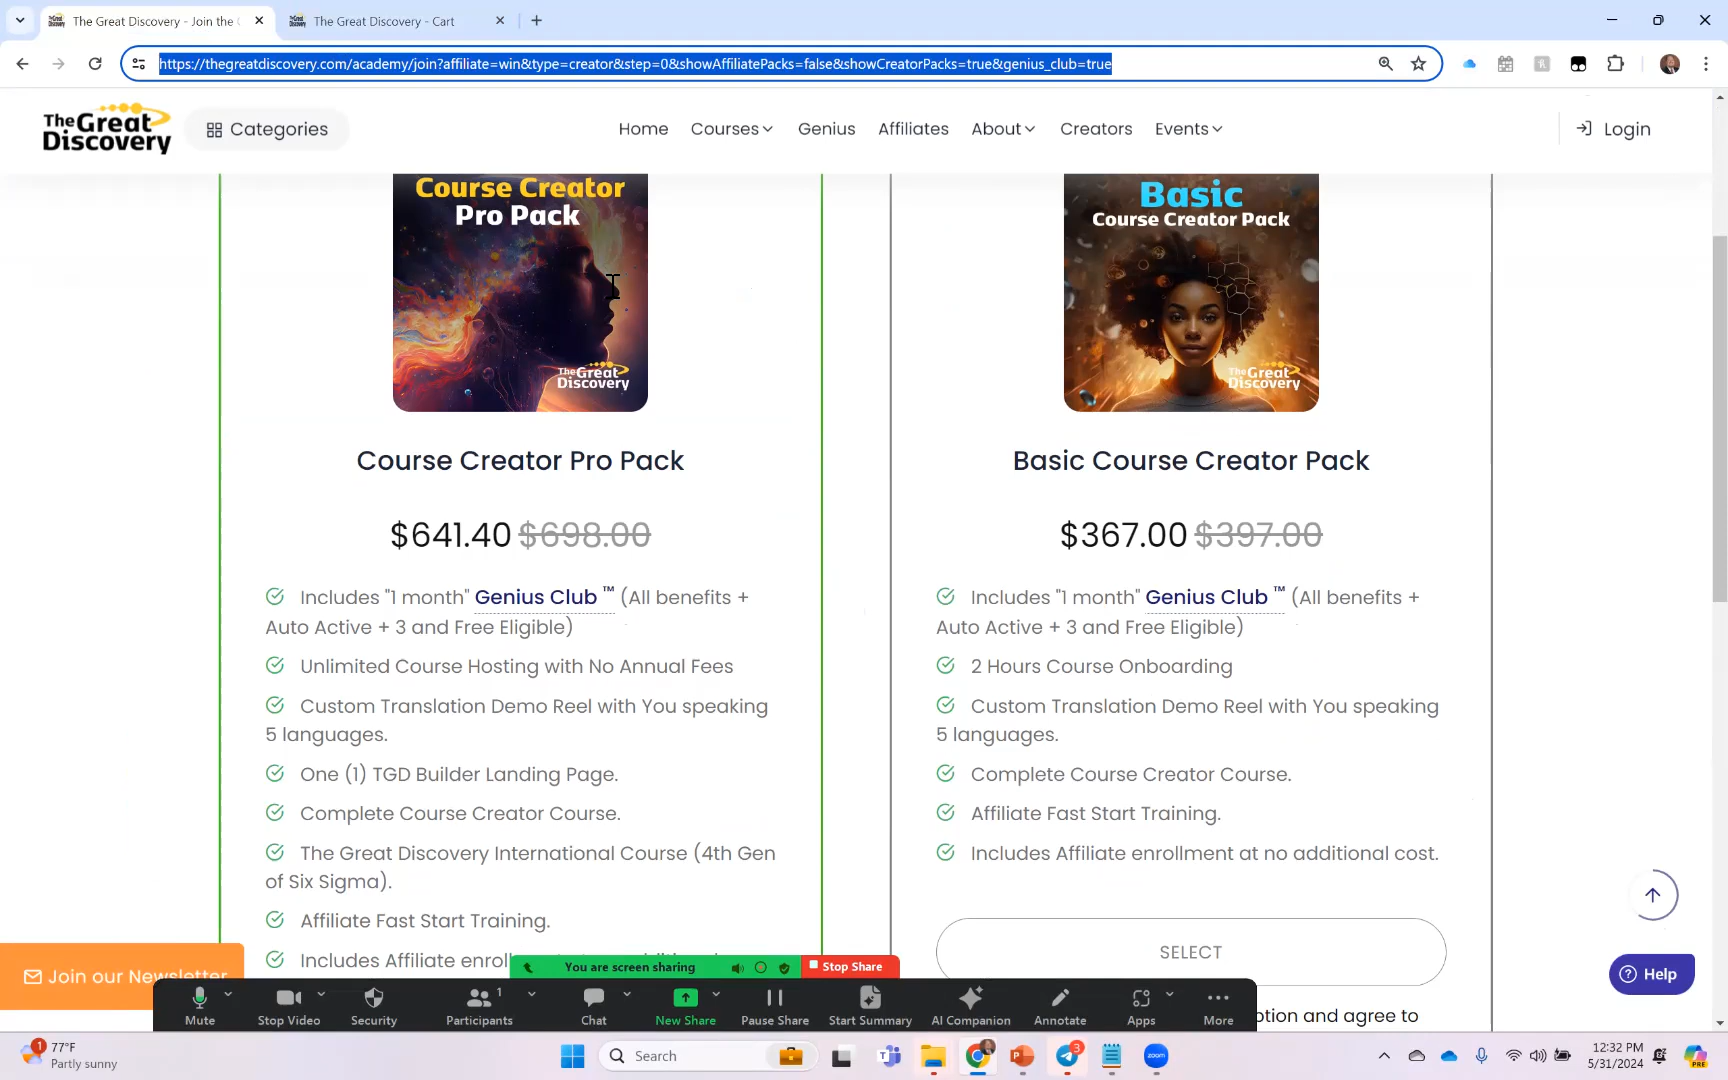 The Great Discovery - Join the
The Great Discovery - Cart
https://thegreatdiscovery.com/academy/join?affiliate=win&type=creator&step=0&showAffiliatePacks=false&showCreatorPacks=true&genius_club=true
The Great Discovery
Categories
Home
Courses
Genius
Affiliates
About
Creators
Events
Login
Course Creator
Pro Pack
The Great Discovery
Basic
Course Creator Pack
The Great Discovery
Course Creator Pro Pack
$641.40 $698.00
Includes "1 month" Genius Club ™ (All benefits +
Auto Active + 3 and Free Eligible)
Unlimited Course Hosting with No Annual Fees
Custom Translation Demo Reel with You speaking
5 languages.
One (1) TGD Builder Landing Page.
Complete Course Creator Course.
The Great Discovery International Course (4th Gen
of Six Sigma).
Affiliate Fast Start Training.
Includes Affiliate
Basic Course Creator Pack
$367.00 $397.00
Includes "1 month" Genius Club ™ (All benefits +
Auto Active + 3 and Free Eligible)
2 Hours Course Onboarding
Custom Translation Demo Reel with You speaking
5 languages.
Complete Course Creator Course.
Affiliate Fast Start Training.
Includes Affiliate enrollment at no additional cost.
SELECT
and agree to
Join our Newsletter
Help
You are screen sharing
Stop Share
Mute
Stop Video
Security
1
Participants
Chat
New Share
Pause Share
Start Summary
AI Companion
Annotate
Apps
More
1
77°F
Partly sunny
Search
3
12:32 PM
5/31/2024
PRE